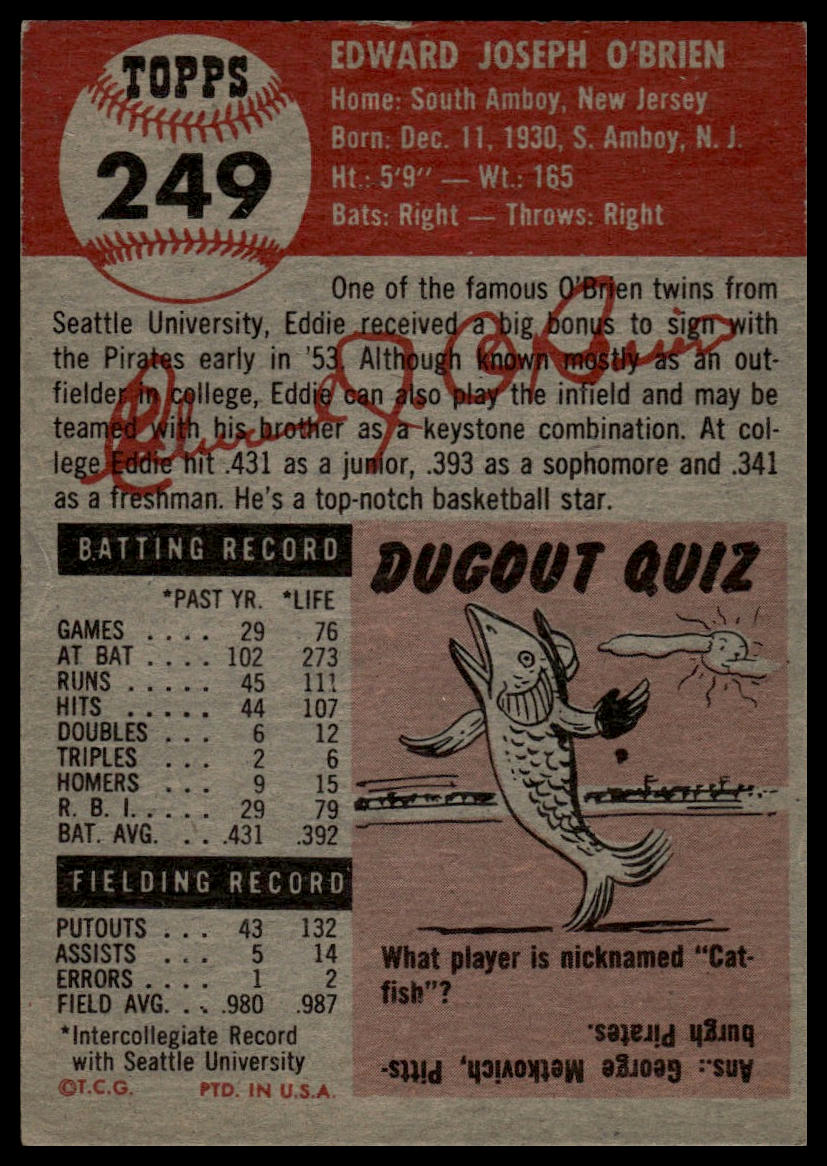 TOPPS
249
EDWARD JOSEPH O'BRIEN
Home: South Amboy, New Jersey
Born: Dec. 11, 1930, S. Amboy, N. J.
Ht.: 5'9" — Wt.: 165
Bats: Right — Throws: Right
One of the famous O'Brien twins from
Seattle University, Eddie received a big bonus to sign with
the Pirates early in '53. Although known mostly as an out-
fielder in college, Eddie can also play the infield and may be
teamed with his brother as a keystone combination. At col-
lege Eddie hit .431 as a junior, .393 as a sophomore and .341
as a freshman. He's a top-notch basketball star.
Edward J. O'Brien
BATTING RECORD
*PAST YR. *LIFE
GAMES . . . . 29 76
AT BAT . . . . 102 273
RUNS . . . . . 45 111
HITS . . . . . 44 107
DOUBLES . . . 6 12
TRIPLES . . . 2 6
HOMERS . . . 9 15
R. B. I. . . . . 29 79
BAT. AVG. . . .431 .392
FIELDING RECORD
PUTOUTS . . . 43 132
ASSISTS . . . 5 14
ERRORS . . . . 1 2
FIELD AVG. . . . .980 .987
*Intercollegiate Record
with Seattle University
©T.C.G. PTD. IN U.S.A.
DUGOUT QUIZ
What player is nicknamed "Cat-
fish"?
Ans.: George Metkovich, Pitts-
burgh Pirates.